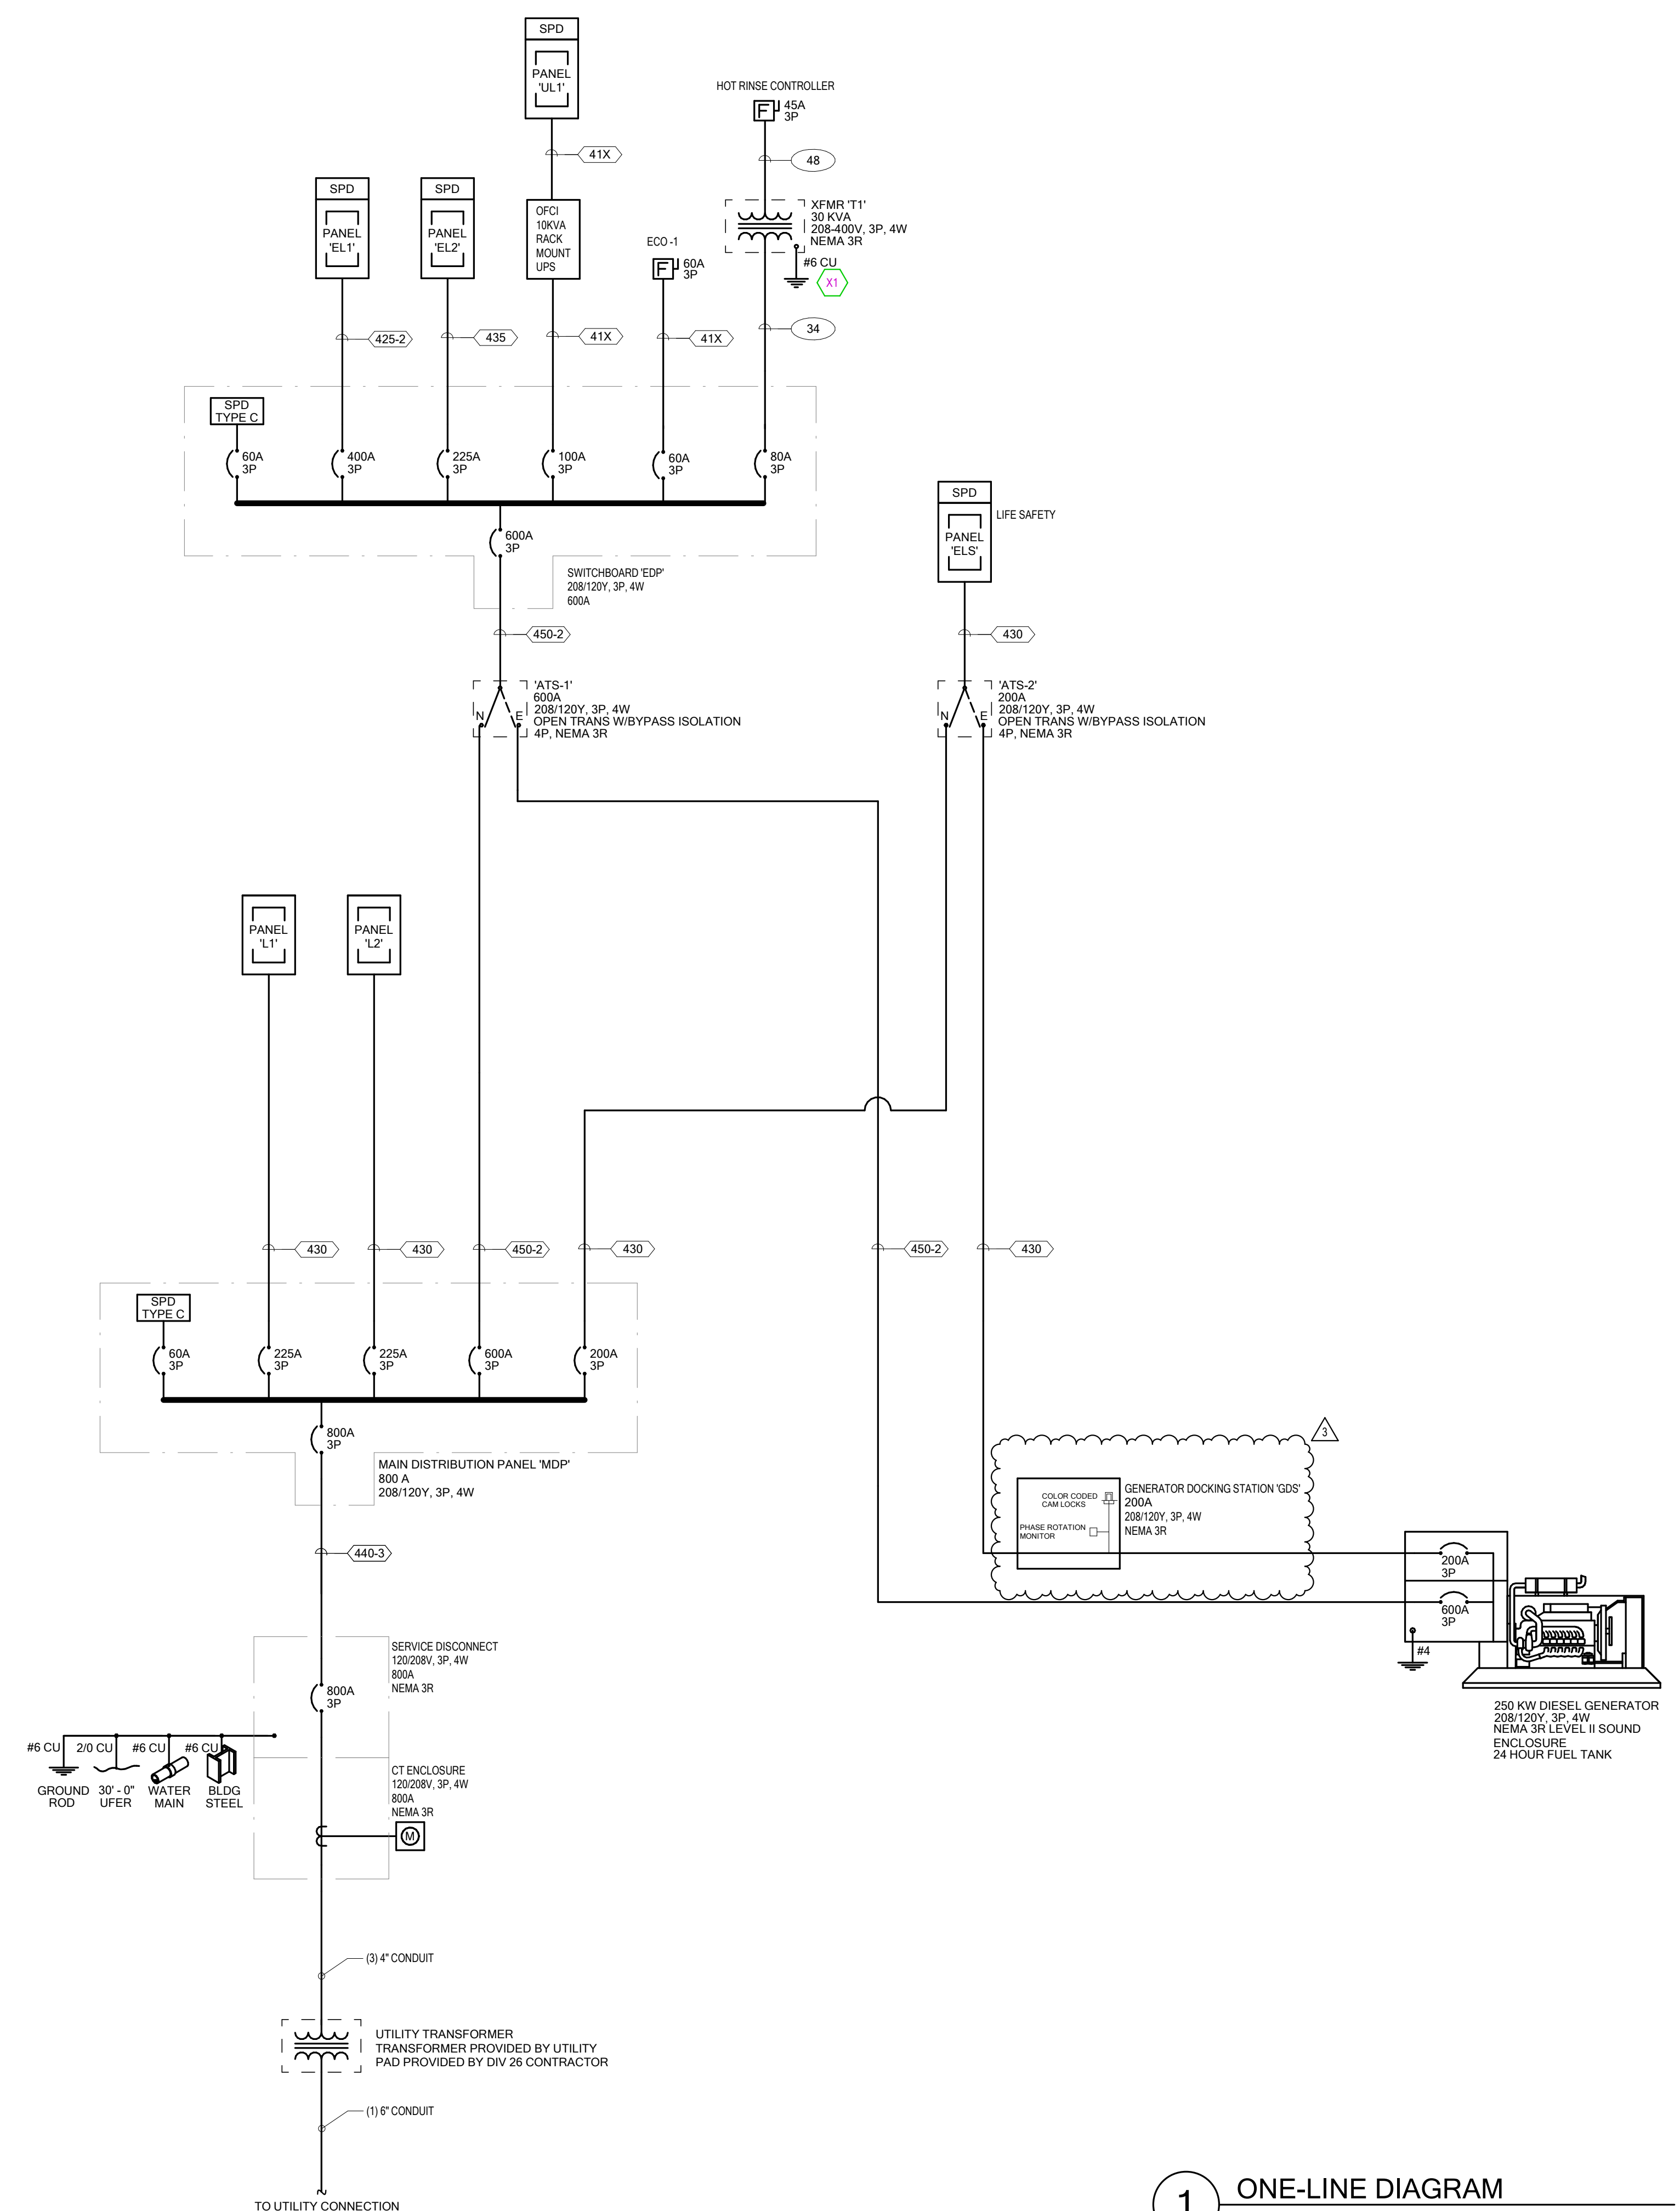 SPD
PANEL
'UL1'
HOT RINSE CONTROLLER
F
45A
3P
41X
48
SPD
PANEL
'EL1'
SPD
PANEL
'EL2'
OFCI
10KVA
RACK
MOUNT
UPS
XFMR 'T1'
30 KVA
208-400V, 3P, 4W
NEMA 3R
#6 CU
X1
ECO -1
F
60A
3P
425-2
435
41X
41X
34
SPD
TYPE C
60A
3P
400A
3P
225A
3P
100A
3P
60A
3P
80A
3P
600A
3P
SWITCHBOARD 'EDP'
208/120Y, 3P, 4W
600A
SPD
PANEL
'ELS'
LIFE SAFETY
450-2
430
N
E
'ATS-1'
600A
208/120Y, 3P, 4W
OPEN TRANS W/BYPASS ISOLATION
4P, NEMA 3R
N
E
'ATS-2'
200A
208/120Y, 3P, 4W
OPEN TRANS W/BYPASS ISOLATION
4P, NEMA 3R
PANEL
'L1'
PANEL
'L2'
430
430
450-2
430
450-2
430
SPD
TYPE C
60A
3P
225A
3P
225A
3P
600A
3P
200A
3P
800A
3P
MAIN DISTRIBUTION PANEL 'MDP'
800 A
208/120Y, 3P, 4W
3
COLOR CODED
CAM LOCKS
PHASE ROTATION
MONITOR
GENERATOR DOCKING STATION 'GDS'
200A
208/120Y, 3P, 4W
NEMA 3R
440-3
200A
3P
600A
3P
#4
250 KW DIESEL GENERATOR
208/120Y, 3P, 4W
NEMA 3R LEVEL II SOUND
ENCLOSURE
24 HOUR FUEL TANK
SERVICE DISCONNECT
120/208V, 3P, 4W
800A
NEMA 3R
800A
3P
#6 CU
2/0 CU
#6 CU
#6 CU
GROUND
ROD
30' - 0"
UFER
WATER
MAIN
BLDG
STEEL
CT ENCLOSURE
120/208V, 3P, 4W
800A
NEMA 3R
M
(3) 4" CONDUIT
UTILITY TRANSFORMER
TRANSFORMER PROVIDED BY UTILITY
PAD PROVIDED BY DIV 26 CONTRACTOR
(1) 6" CONDUIT
TO UTILITY CONNECTION
1
ONE-LINE DIAGRAM